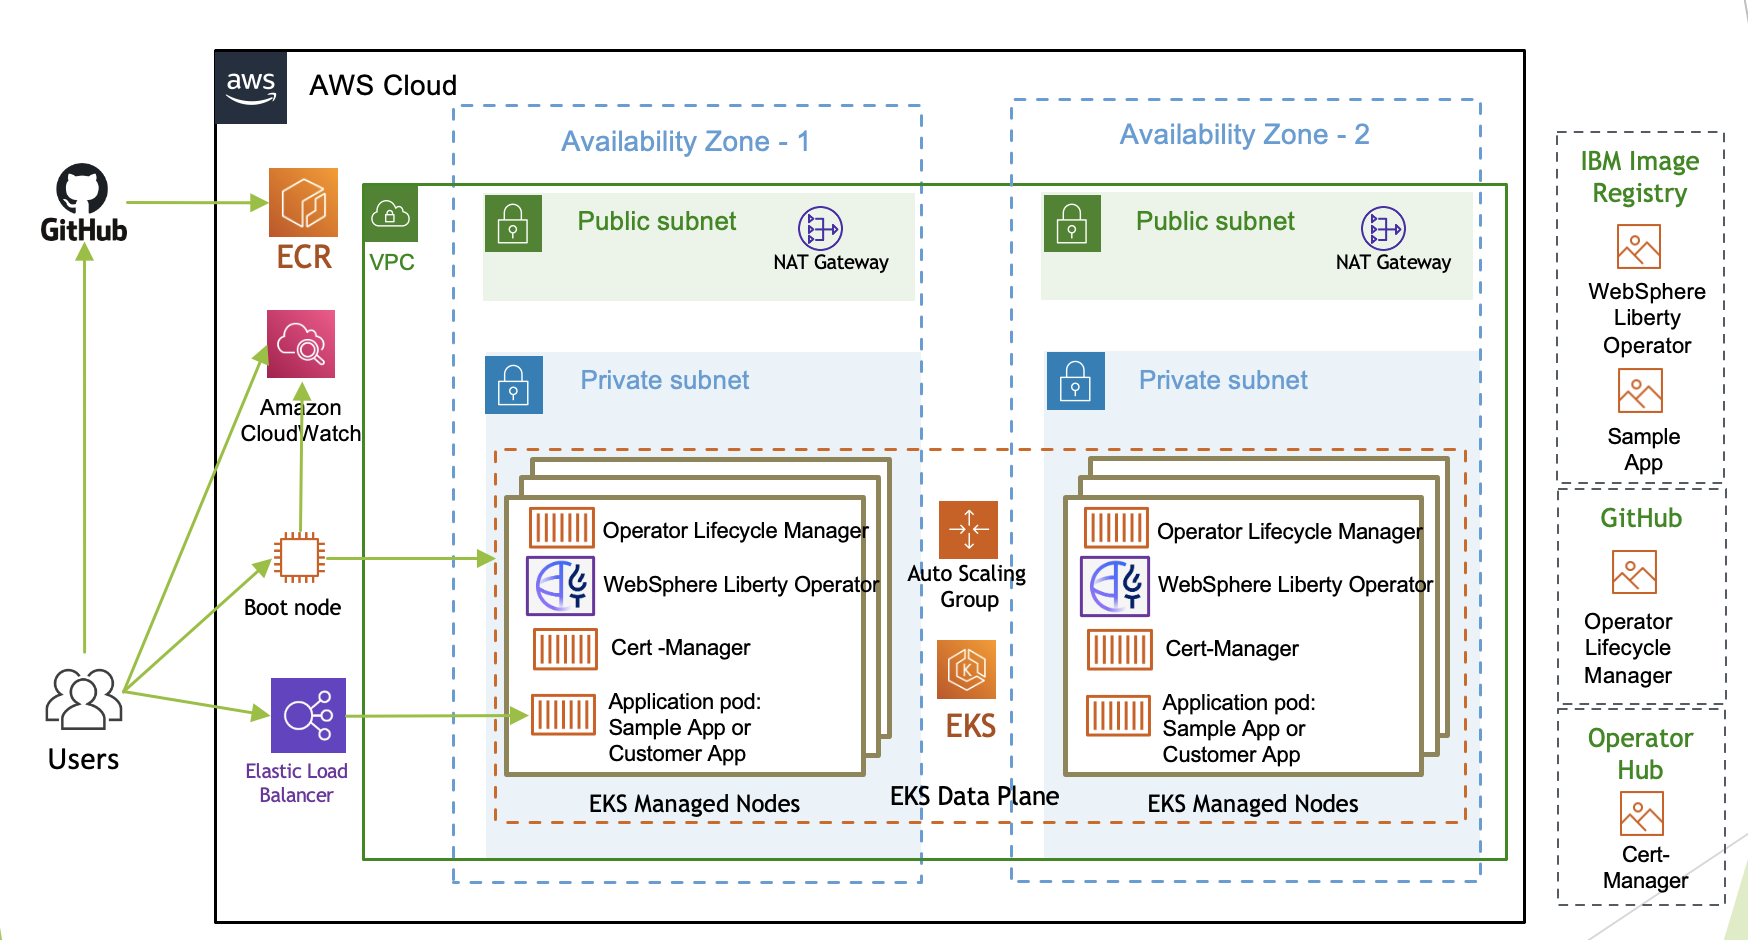 aws
AWS Cloud
Availability Zone - 1
Availability Zone - 2
GitHub
ECR
VPC
Public subnet
NAT Gateway
Public subnet
NAT Gateway
Amazon
CloudWatch
Private subnet
Private subnet
Operator Lifecycle Manager
WebSphere Liberty Operator
Cert -Manager
Application pod:
Sample App or
Customer App
EKS Managed Nodes
Auto Scaling
Group
K
EKS
EKS Data Plane
Operator Lifecycle Manager
WebSphere Liberty Operator
Cert-Manager
Application pod:
Sample App or
Customer App
EKS Managed Nodes
Boot node
Users
Elastic Load
Balancer
IBM Image
Registry
WebSphere
Liberty
Operator
Sample
App
GitHub
Operator
Lifecycle
Manager
Operator
Hub
Cert-
Manager